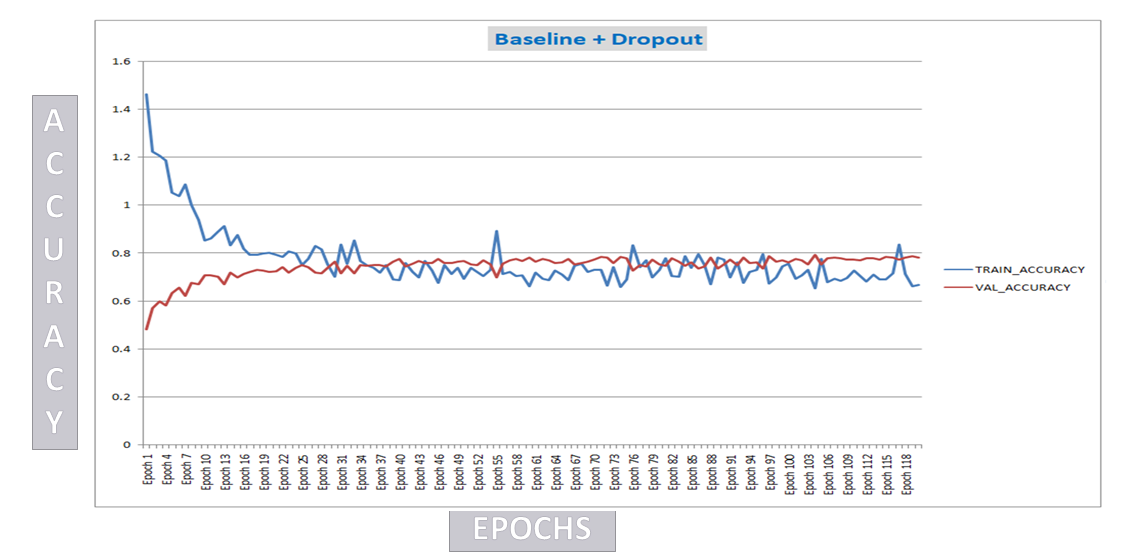 Baseline + Dropout
ACCURACY
1.6
1.4
1.2
1
0.8
0.6
0.4
0.2
0
Epoch 1
Epoch 4
Epoch 7
Epoch 10
Epoch 13
Epoch 16
Epoch 19
Epoch 22
Epoch 25
Epoch 28
Epoch 31
Epoch 34
Epoch 37
Epoch 40
Epoch 43
Epoch 46
Epoch 49
Epoch 52
Epoch 55
Epoch 58
Epoch 61
Epoch 64
Epoch 67
Epoch 70
Epoch 73
Epoch 76
Epoch 79
Epoch 82
Epoch 85
Epoch 88
Epoch 91
Epoch 94
Epoch 97
Epoch 100
Epoch 103
Epoch 106
Epoch 109
Epoch 112
Epoch 115
Epoch 118
TRAIN_ACCURACY
VAL_ACCURACY
EPOCHS